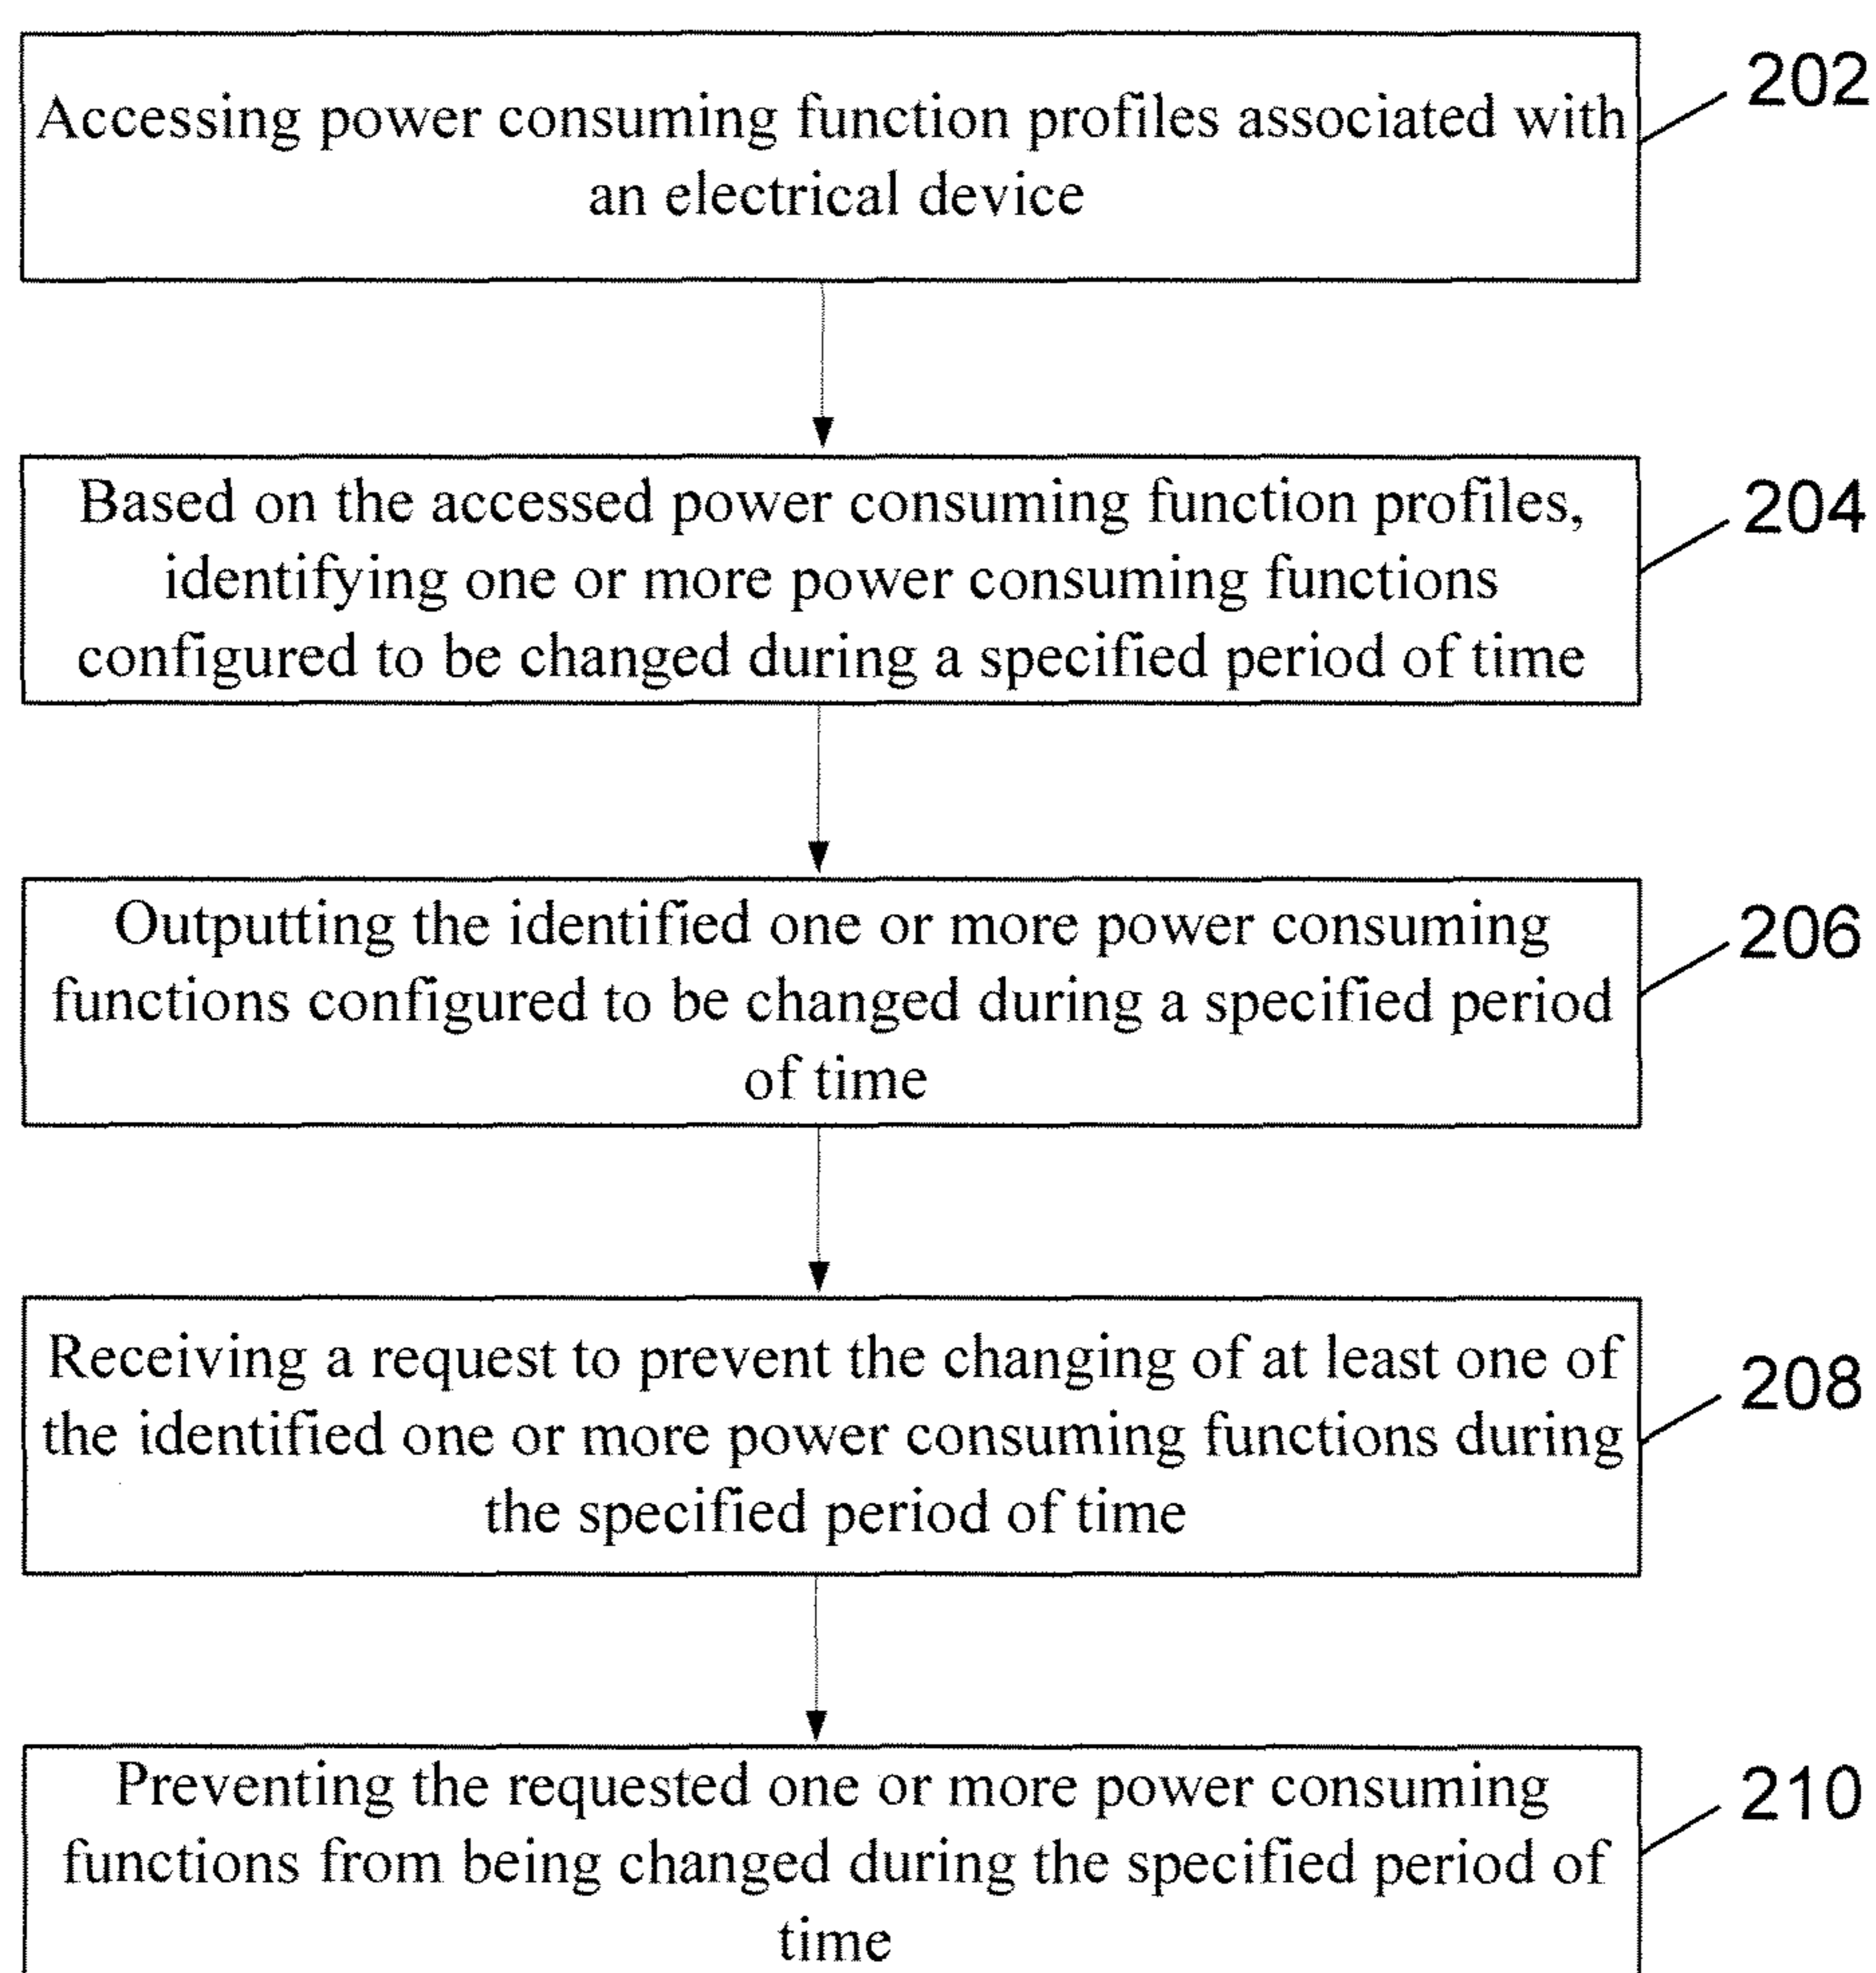 Accessing power consuming function profiles associated with
an electrical device
202
Based on the accessed power consuming function profiles,
identifying one or more power consuming functions
configured to be changed during a specified period of time
204
Outputting the identified one or more power consuming
functions configured to be changed during a specified period
of time
206
Receiving a request to prevent the changing of at least one of
the identified one or more power consuming functions during
the specified period of time
208
Preventing the requested one or more power consuming
functions from being changed during the specified period of
time
210